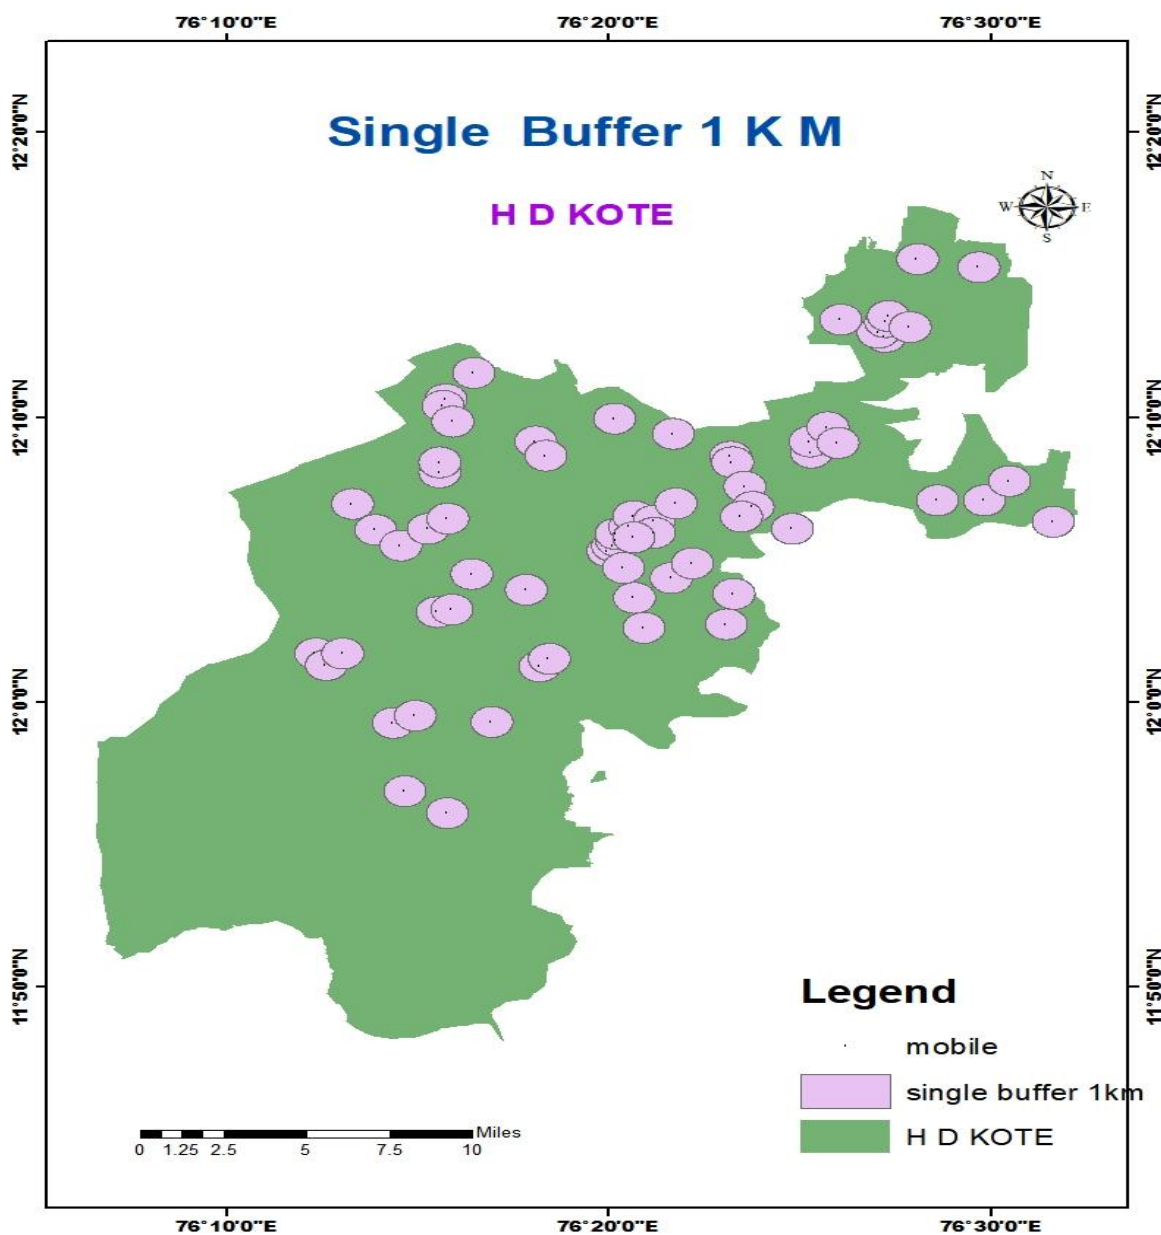 76°10'0"E 76°20'0"E 76°30'0"E
Single Buffer 1 K M
H D KOTE
N
W E
S
12°20'0"N 12°20'0"N
12°10'0"N 12°10'0"N
12°0'0"N 12°0'0"N
11°50'0"N 11°50'0"N
Legend
mobile
single buffer 1km
H D KOTE
Miles
0 1.25 2.5 5 7.5 10
76°10'0"E 76°20'0"E 76°30'0"E